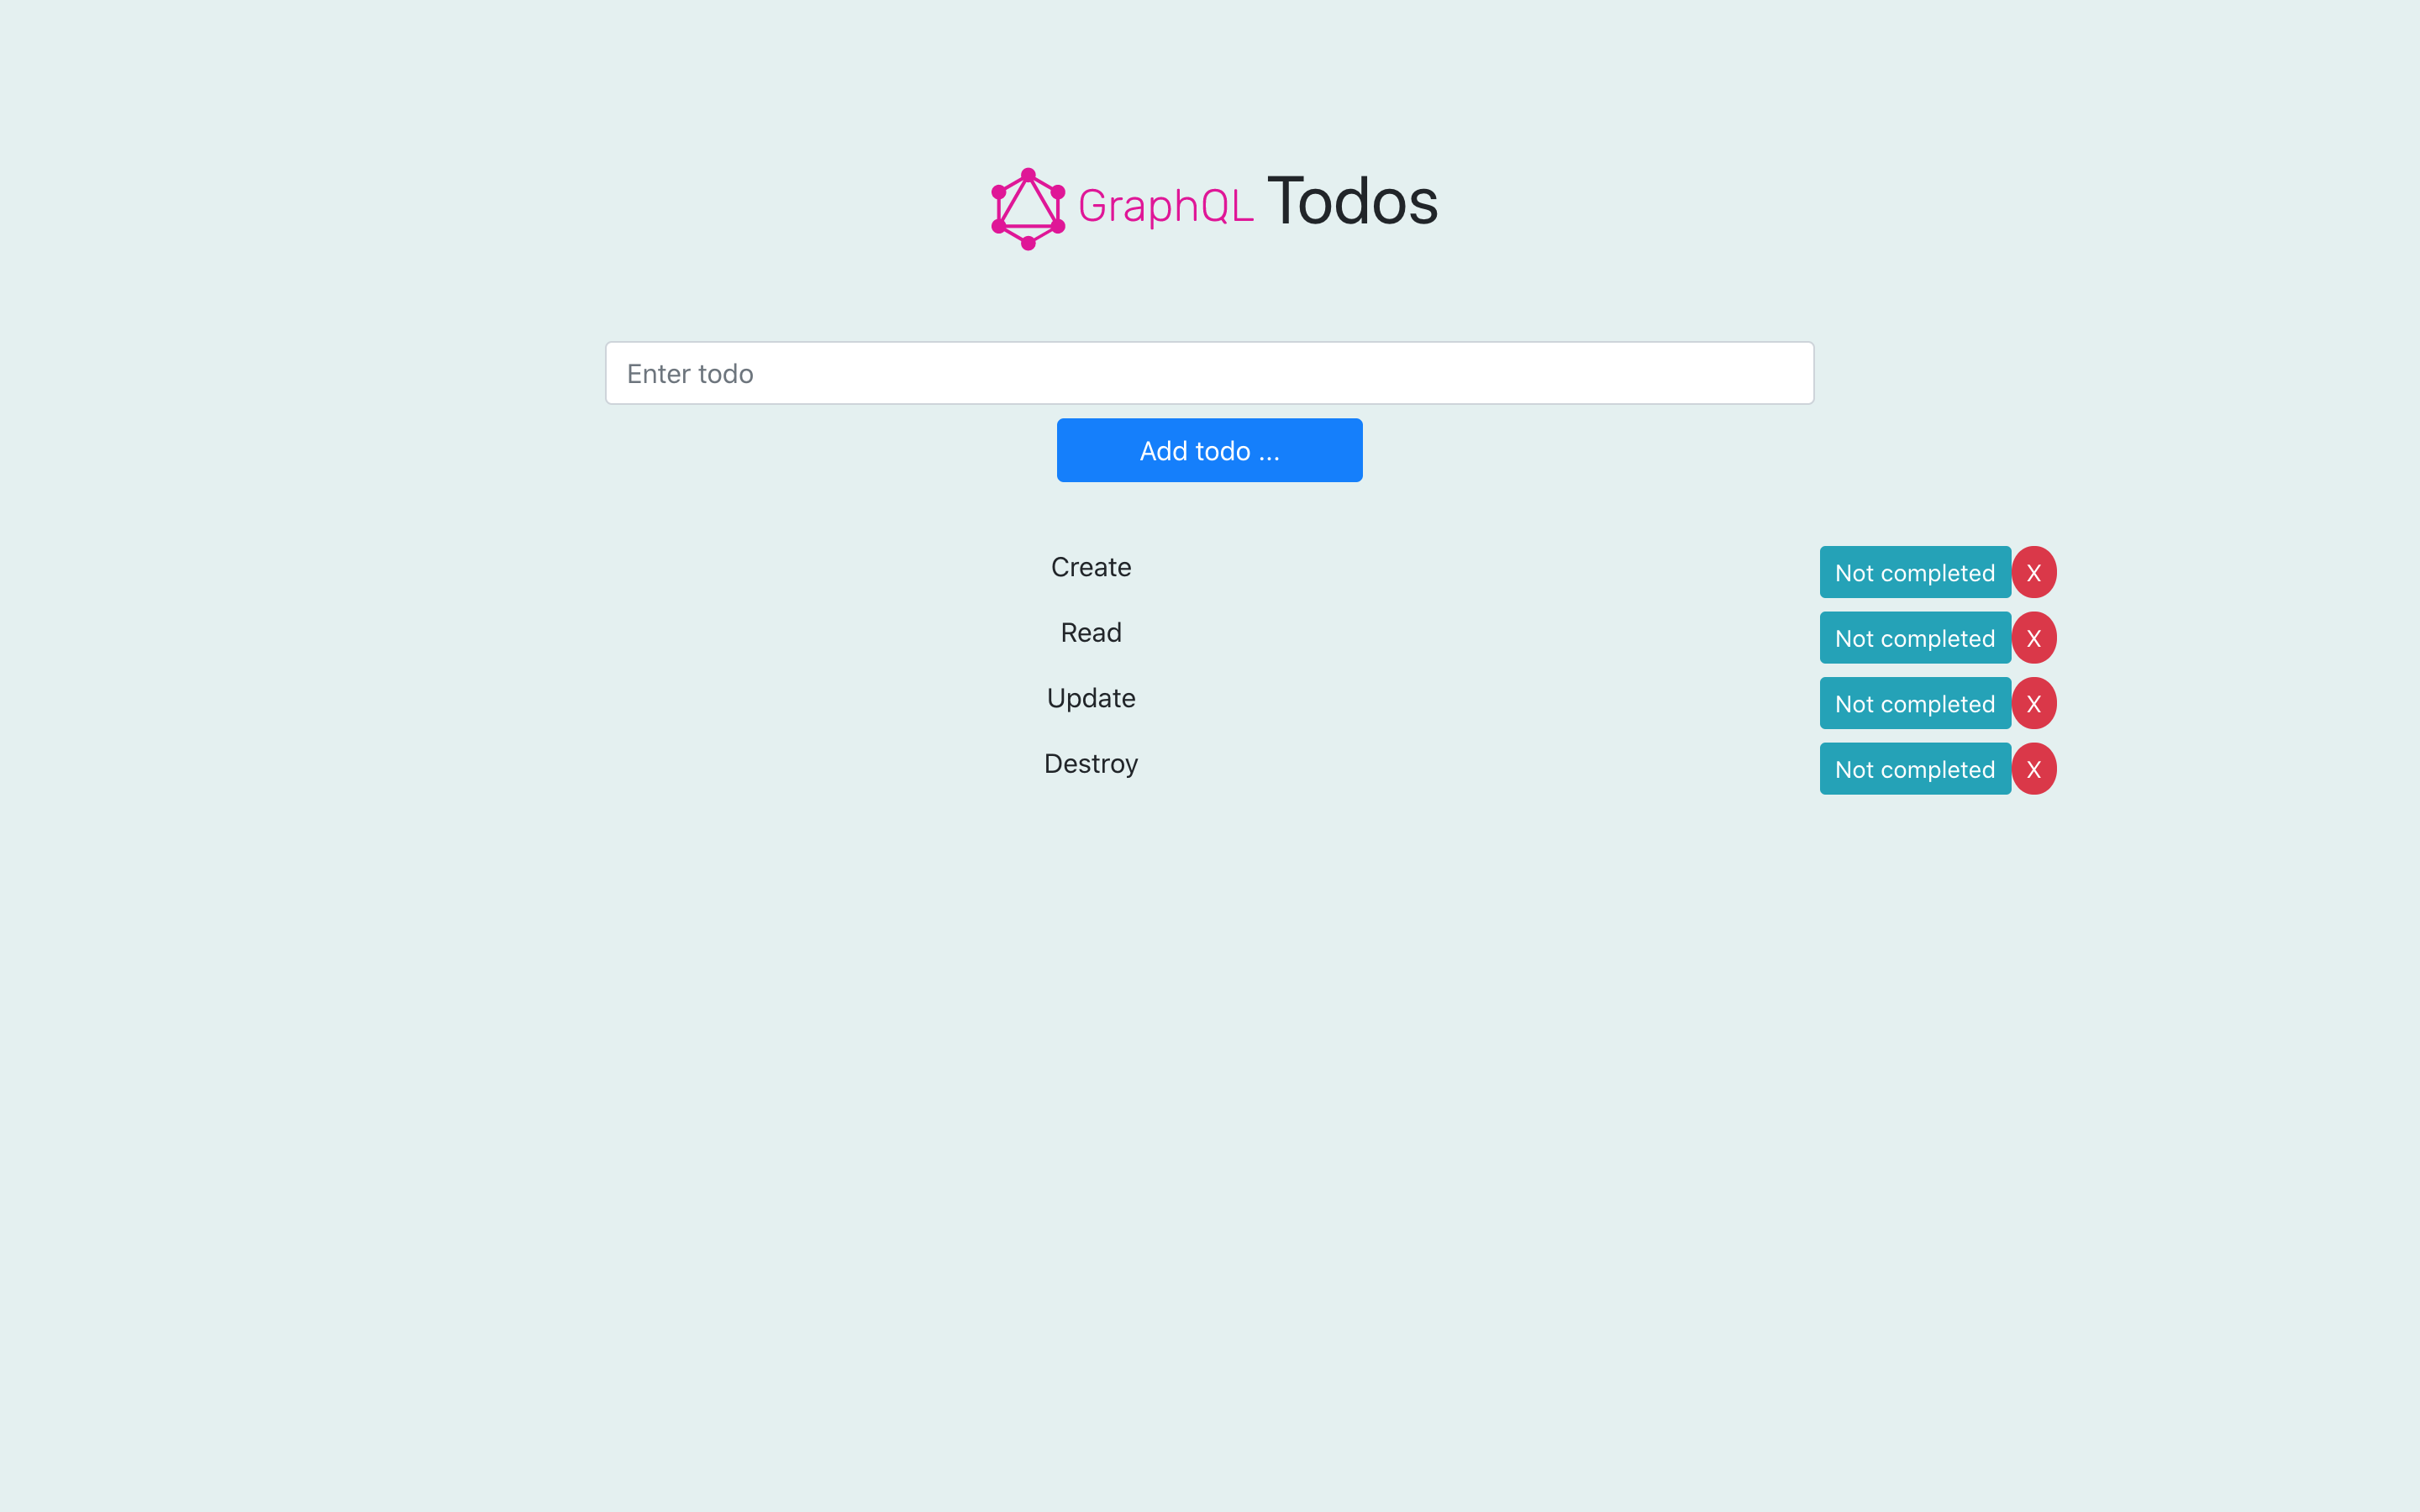 GraphQL Todos
Enter todo
Add todo ...
Create Not completed X
Read Not completed X
Update Not completed X
Destroy Not completed X